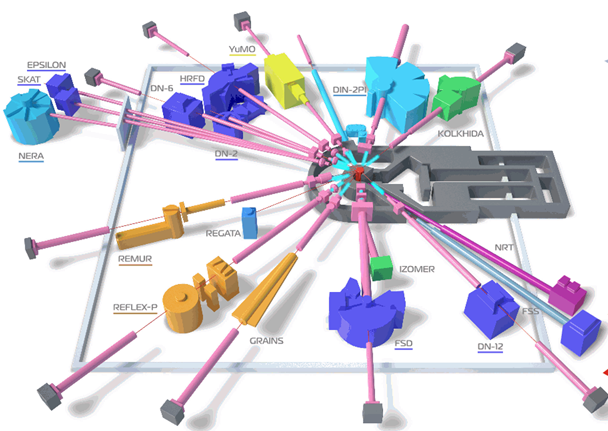 YuMO
EPSILON
SKAT
HRFD
DN-6
DIN-2PI
KOLKHIDA
NERA
DN-2
REGATA
REMUR
NRT
IZOMER
REFLEX-P
FSS
GRAINS
FSD
DN-12